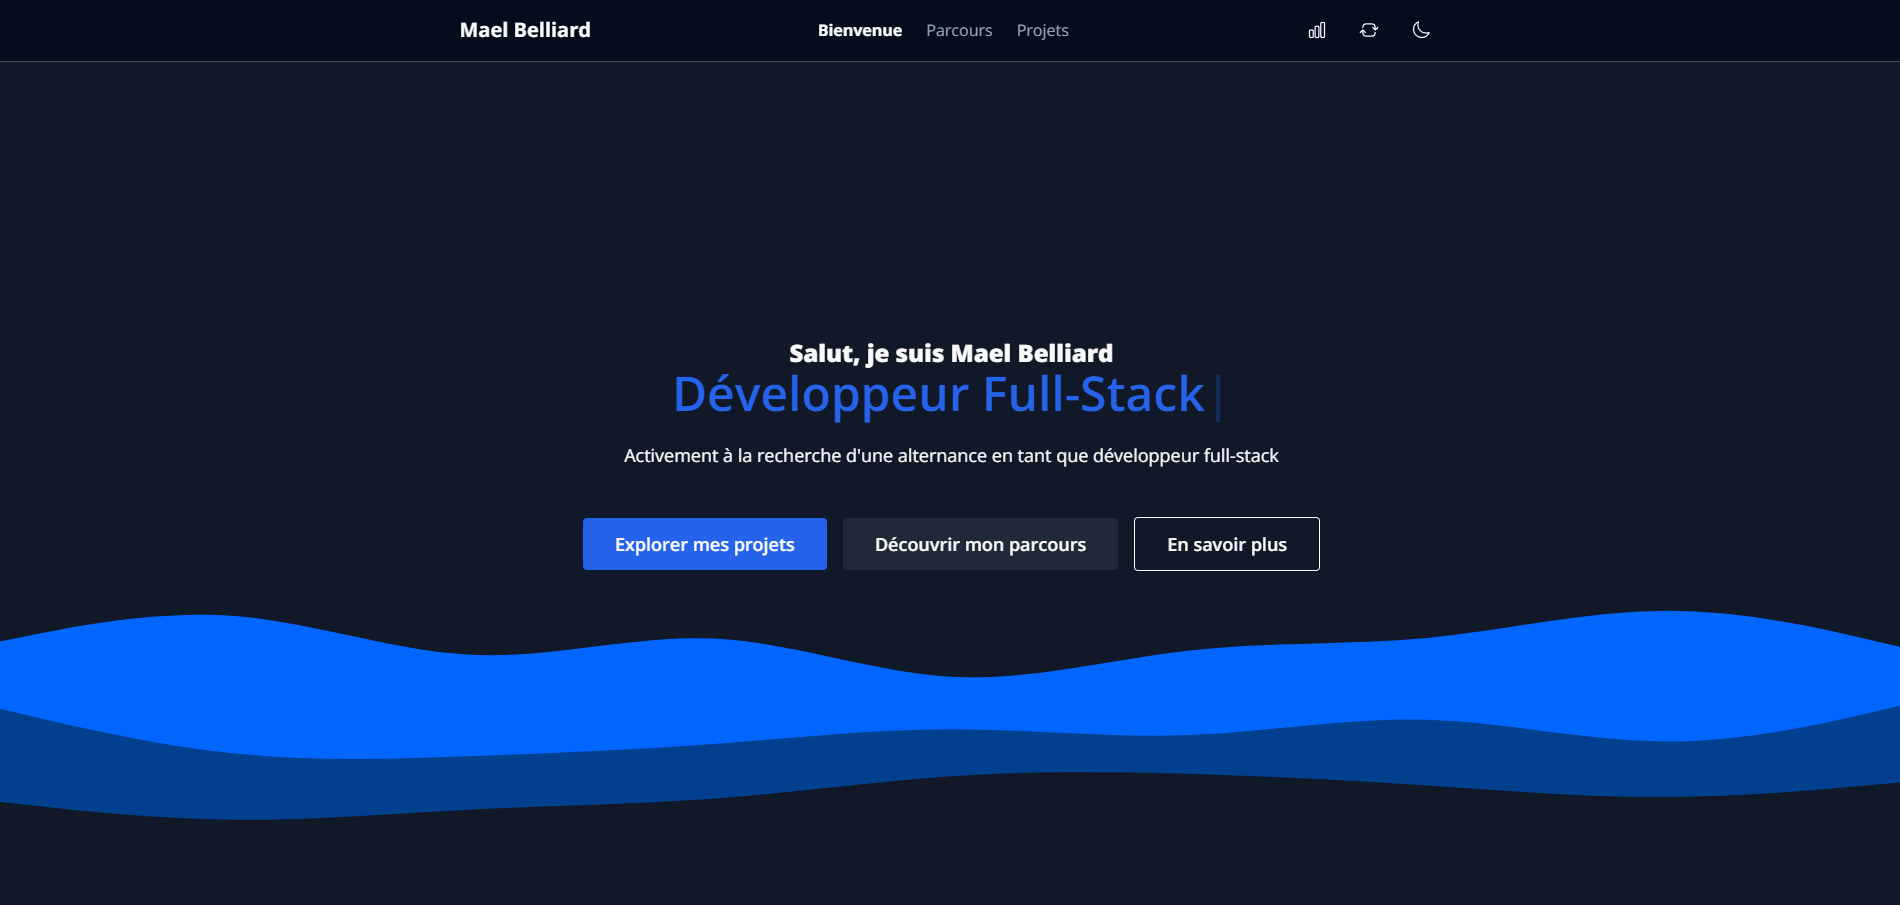 Mael Belliard
Bienvenue Parcours Projets
Salut, je suis Mael Belliard
Développeur Full-Stack|
Activement à la recherche d'une alternance en tant que développeur full-stack
Explorer mes projets
Découvrir mon parcours
En savoir plus